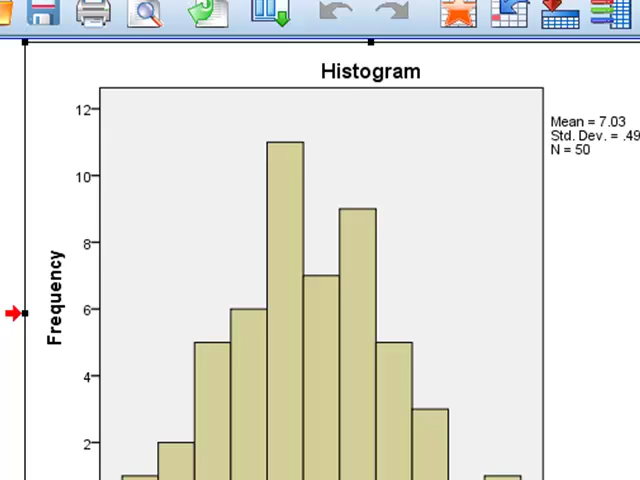 Histogram
12
10
8
6
4
2
Frequency
Mean = 7.03
Std. Dev. = .49
N = 50